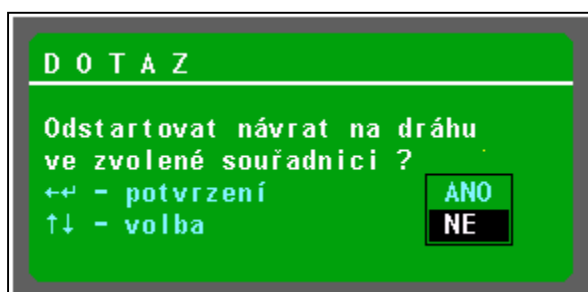 D O T A Z
Odstartovat návrat na dráhu
ve zvolené souřadnici ?
←↵ - potvrzení
↑↓ - volba
ANO
NE